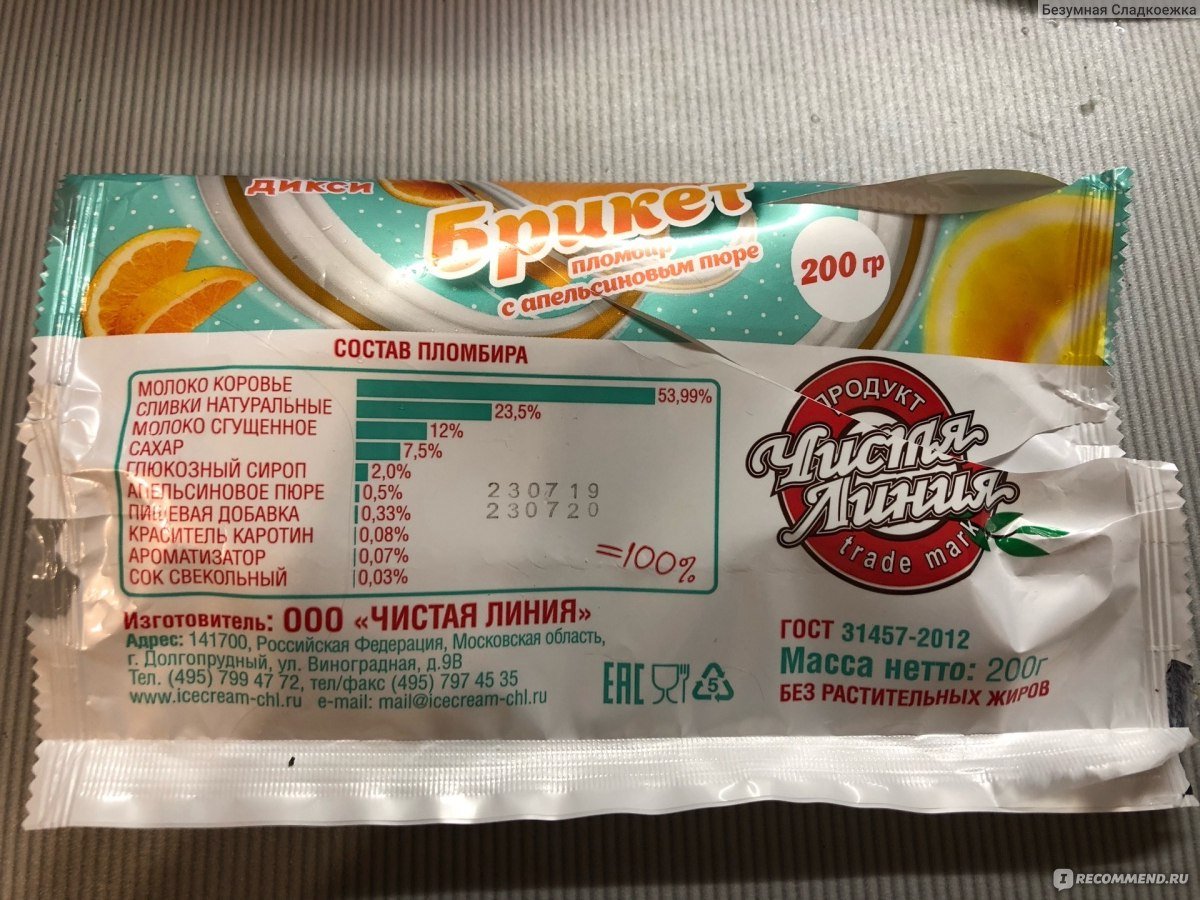 Безумная Сладкоежка
ДИКСИ
Брикет
пломбир
с апельсиновым пюре
200 гр
СОСТАВ ПЛОМБИРА
МОЛОКО КОРОВЬЕ 53,99%
СЛИВКИ НАТУРАЛЬНЫЕ 23,5%
МОЛОКО СГУЩЕННОЕ 12%
САХАР 7,5%
ГЛЮКОЗНЫЙ СИРОП 2,0%
АПЕЛЬСИНОВОЕ ПЮРЕ 0,5%
ПИЩЕВАЯ ДОБАВКА 0,33%
КРАСИТЕЛЬ КАРОТИН 0,08%
АРОМАТИЗАТОР 0,07%
СОК СВЕКОЛЬНЫЙ 0,03%
230719
230720
=100%
ПРОДУКТ
Чистая
Линия
trade mark
Изготовитель: ООО «ЧИСТАЯ ЛИНИЯ»
Адрес: 141700, Российская Федерация, Московская область,
г. Долгопрудный, ул. Виноградная, д.9В
Тел. (495) 799 47 72, тел/факс (495) 797 45 35
www.icecream-chl.ru e-mail: mail@icecream-chl.ru
EAC
5
ГОСТ 31457-2012
Масса нетто: 200г
БЕЗ РАСТИТЕЛЬНЫХ ЖИРОВ
IRECOMMEND.RU